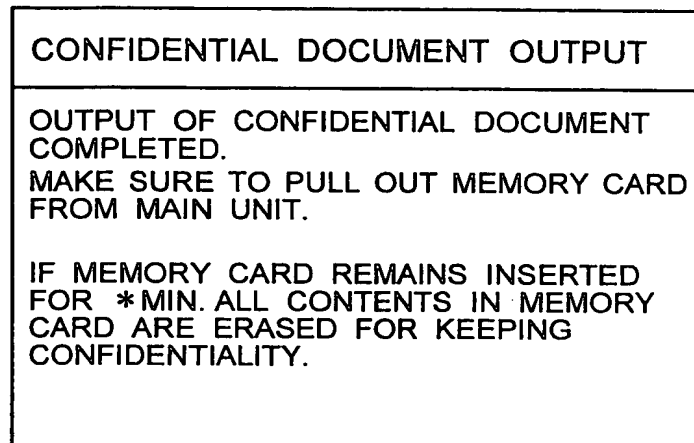 CONFIDENTIAL DOCUMENT OUTPUT
OUTPUT OF CONFIDENTIAL DOCUMENT
COMPLETED.
MAKE SURE TO PULL OUT MEMORY CARD
FROM MAIN UNIT.
IF MEMORY CARD REMAINS INSERTED
FOR *MIN. ALL CONTENTS IN MEMORY
CARD ARE ERASED FOR KEEPING
CONFIDENTIALITY.